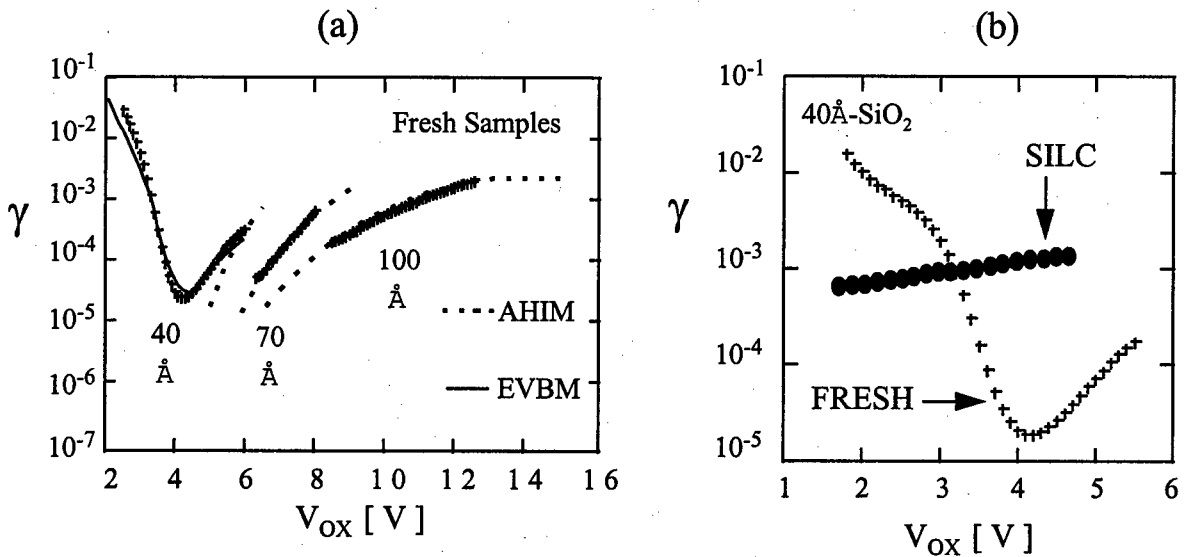 (a)
10⁻¹
10⁻²
10⁻³
10⁻⁴
10⁻⁵
10⁻⁶
10⁻⁷
γ
Fresh Samples
40 Å
70 Å
100 Å
AHIM
EVBM
2 4 6 8 10 12 14 16
V_OX [ V ]
(b)
10⁻¹
10⁻²
10⁻³
10⁻⁴
10⁻⁵
γ
40Å-SiO₂
SILC
FRESH
1 2 3 4 5 6
V_OX [ V ]